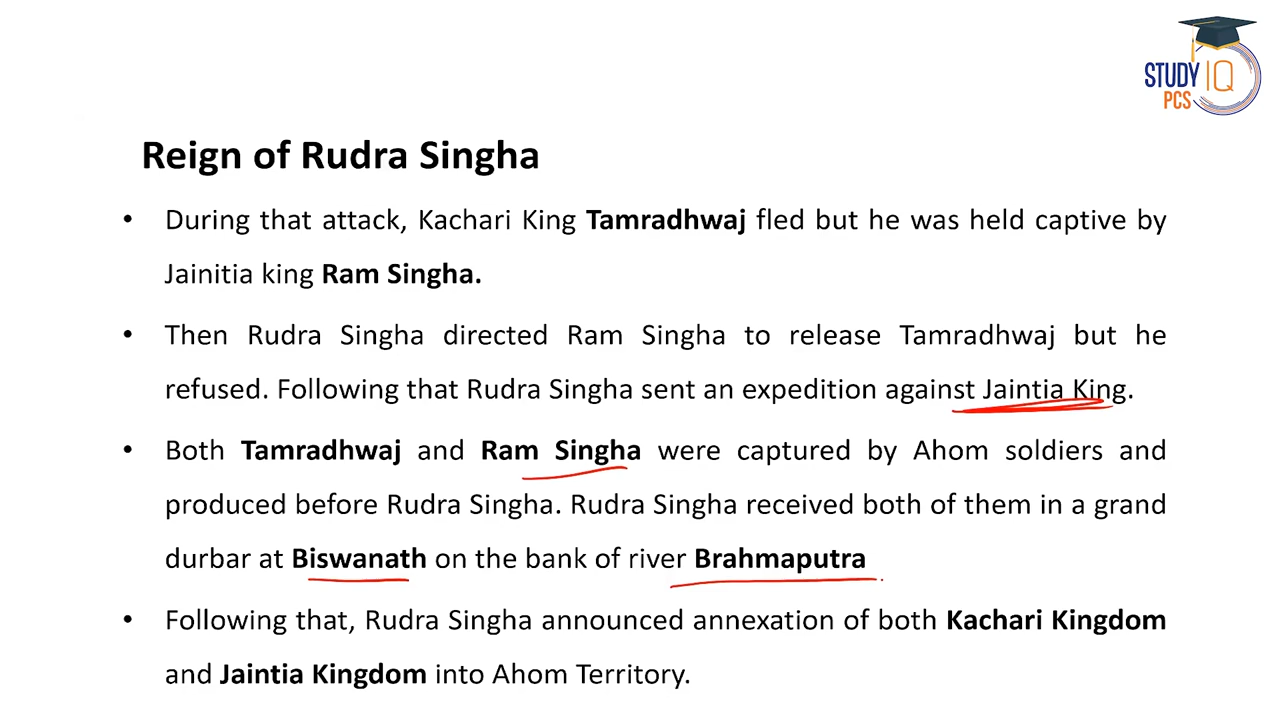 STUDY IQ
PCS
Reign of Rudra Singha
• During that attack, Kachari King Tamradhwaj fled but he was held captive by
Jainitia king Ram Singha.
• Then Rudra Singha directed Ram Singha to release Tamradhwaj but he
refused. Following that Rudra Singha sent an expedition against Jaintia King.
• Both Tamradhwaj and Ram Singha were captured by Ahom soldiers and
produced before Rudra Singha. Rudra Singha received both of them in a grand
durbar at Biswanath on the bank of river Brahmaputra
• Following that, Rudra Singha announced annexation of both Kachari Kingdom
and Jaintia Kingdom into Ahom Territory.